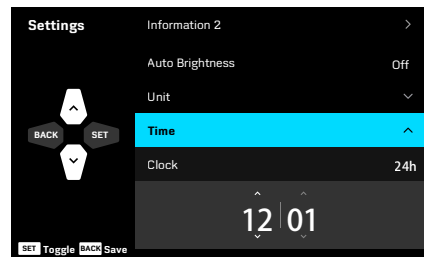 Settings
Information 2
Auto Brightness Off
Unit
BACK SET
Time
Clock 24h
12 01
SET Toggle BACK Save